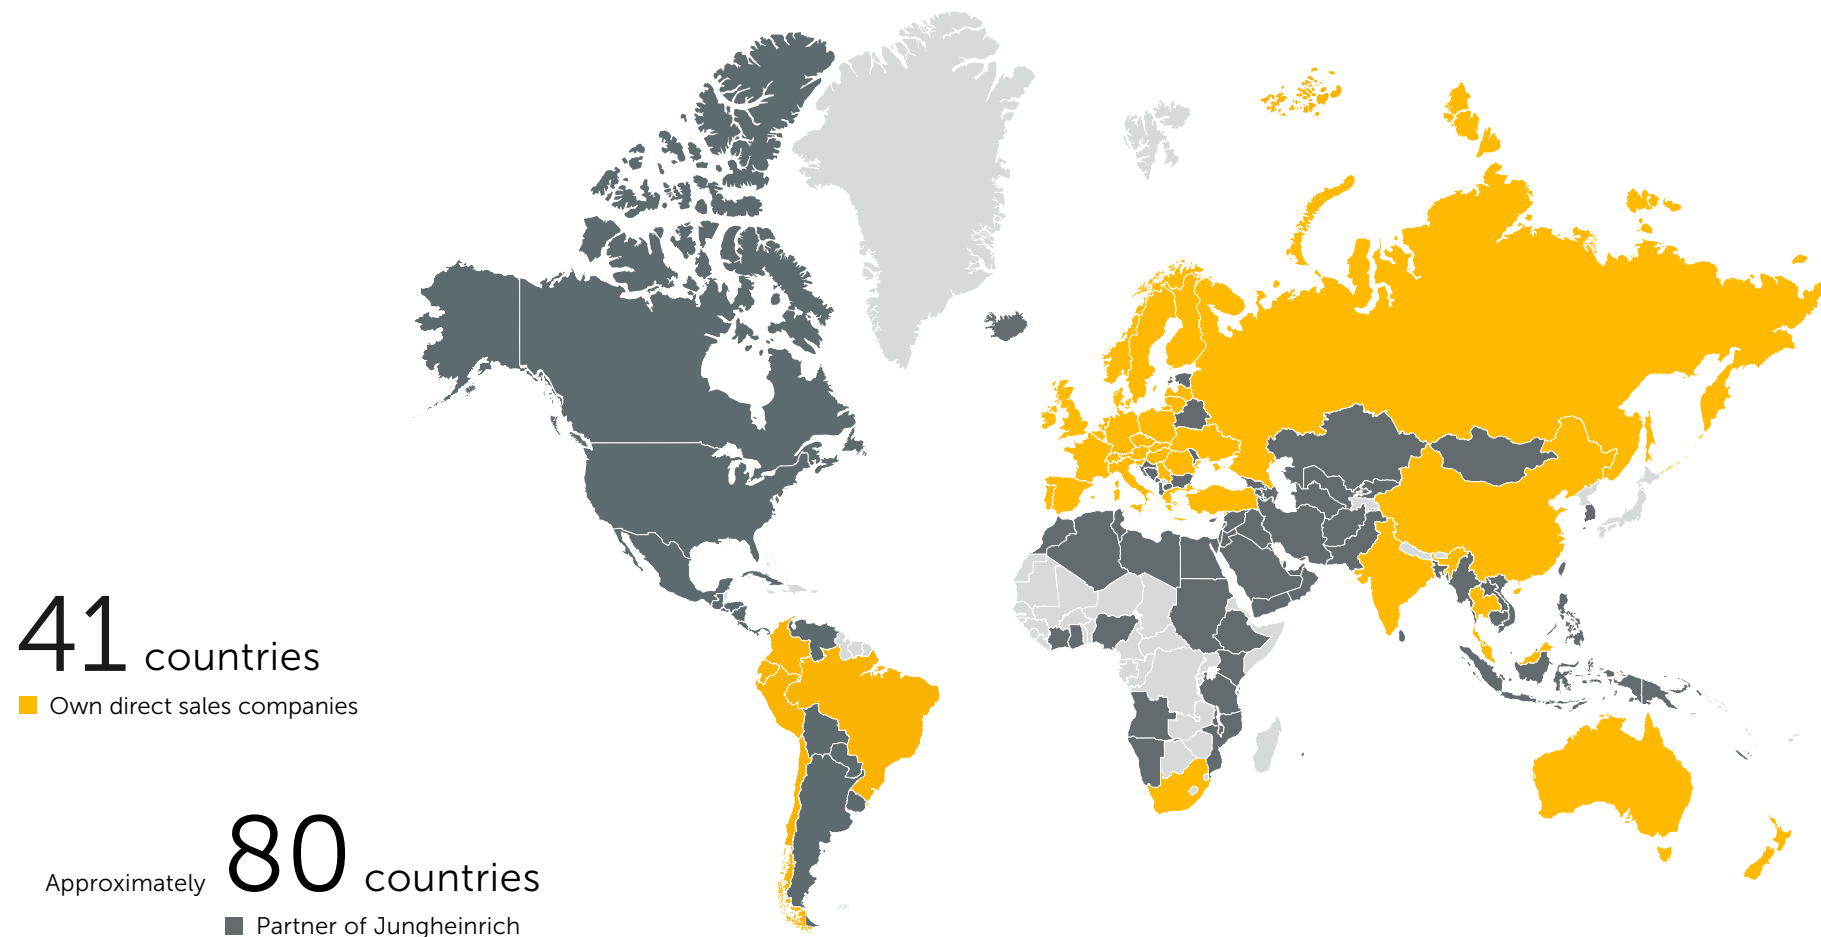 41 countries
Own direct sales companies
Approximately 80 countries
Partner of Jungheinrich